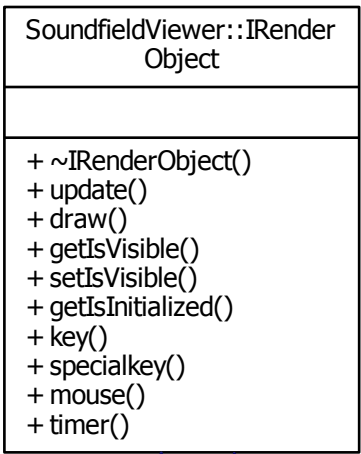 SoundfieldViewer::IRender
Object
+ ~IRenderObject()
+ update()
+ draw()
+ getIsVisible()
+ setIsVisible()
+ getIsInitialized()
+ key()
+ specialkey()
+ mouse()
+ timer()